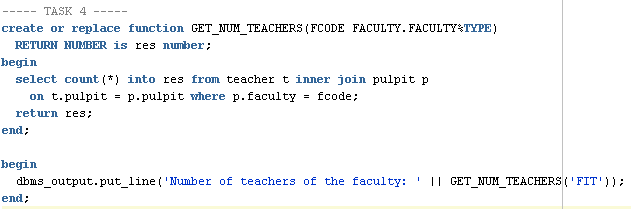 ----- TASK 4 -----
create or replace function GET_NUM_TEACHERS(FCODE FACULTY.FACULTY%TYPE)
RETURN NUMBER is res number;
begin
select count(*) into res from teacher t inner join pulpit p
on t.pulpit = p.pulpit where p.faculty = fcode;
return res;
end;
begin
dbms_output.put_line('Number of teachers of the faculty: ' || GET_NUM_TEACHERS('FIT'));
end;